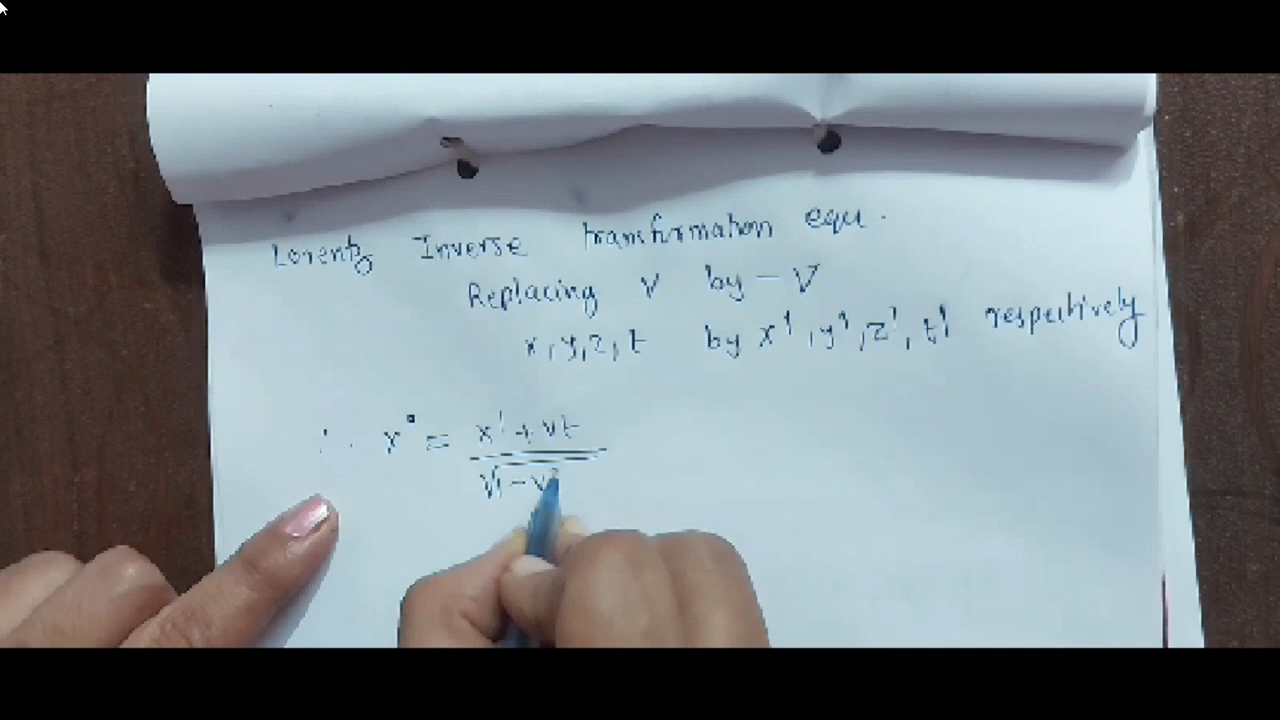 Lorentz Inverse transformation equ.
Replacing V by - V
x, y, z, t by x', y', z', t' respectively
∴ x = x' + vt
√1 - v²